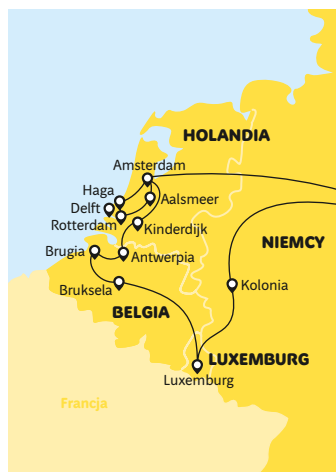 HOLANDIA
Amsterdam
Haga
Aalsmeer
Delft
Rotterdam
Kinderdijk
NIEMCY
Brugia
Antwerpia
Bruksela
Kolonia
BELGIA
LUXEMBURG
Luxemburg
Francja